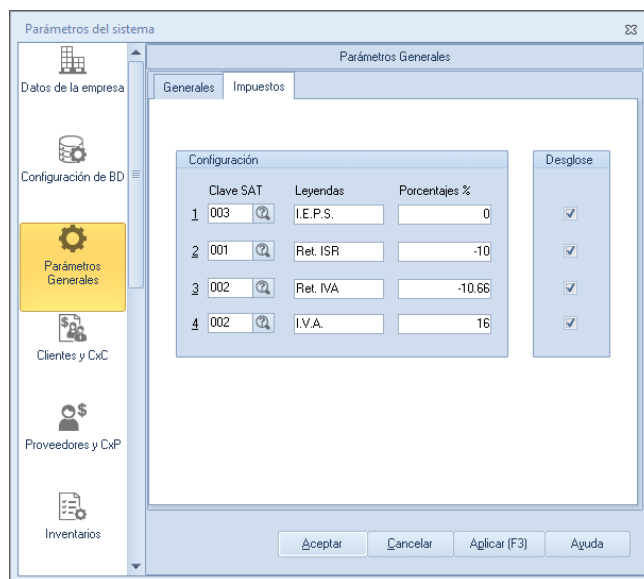 Parámetros del sistema
Datos de la empresa
Configuración de BD
Parámetros
Generales
Clientes y CxC
Proveedores y CxP
Inventarios
Parámetros Generales
Generales Impuestos
Configuración Desglose
Clave SAT Leyendas Porcentajes %
1 003 I.E.P.S. 0
2 001 Ret. ISR -10
3 002 Ret. IVA -10.66
4 002 I.V.A. 16
Aceptar Cancelar Aplicar (F3) Ayuda